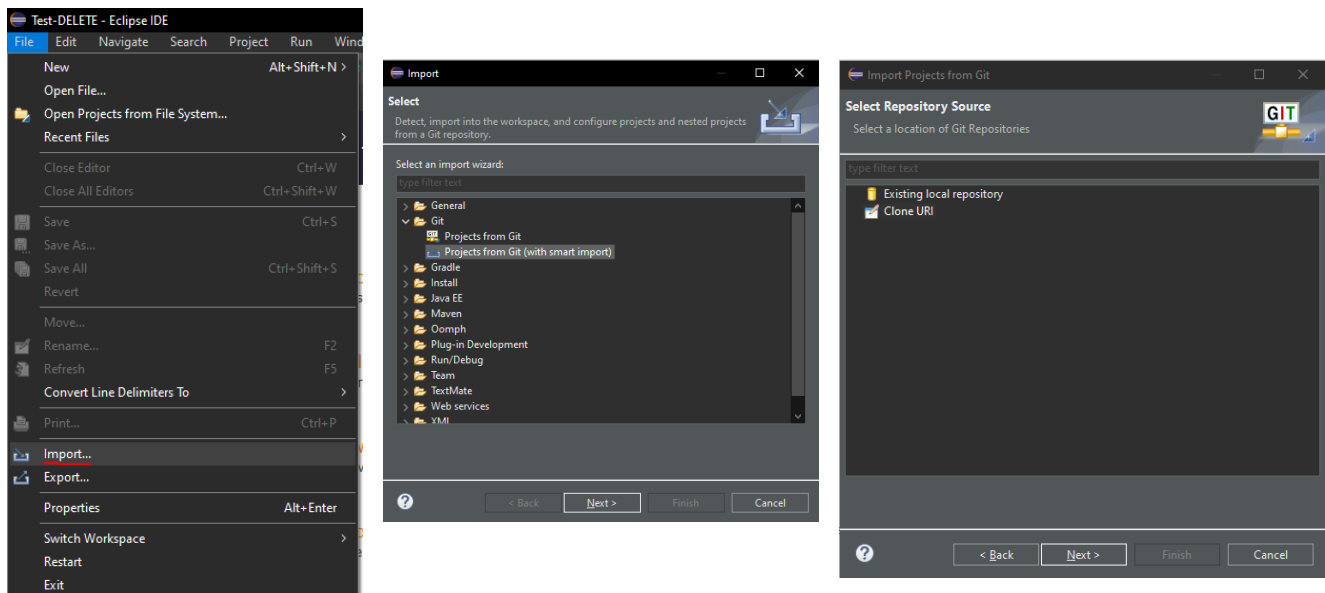 Test-DELETE - Eclipse IDE
File Edit Navigate Search Project Run Wind
New Alt+Shift+N >
Open File...
Open Projects from File System...
Recent Files >
Close Editor Ctrl+W
Close All Editors Ctrl+Shift+W
Save Ctrl+S
Save As...
Save All Ctrl+Shift+S
Revert
Move...
Rename... F2
Refresh F5
Convert Line Delimiters To >
Print... Ctrl+P
Import...
Export...
Properties Alt+Enter
Switch Workspace >
Restart
Exit
Import
Select
Detect, import into the workspace, and configure projects and nested projects
from a Git repository.
Select an import wizard:
type filter text
General
Git
Projects from Git
Projects from Git (with smart import)
Gradle
Install
Java EE
Maven
Oomph
Plug-in Development
Run/Debug
Team
TextMate
Web services
XML
< Back Next > Finish Cancel
Import Projects from Git
Select Repository Source
Select a location of Git Repositories
GIT
type filter text
Existing local repository
Clone URI
< Back Next > Finish Cancel